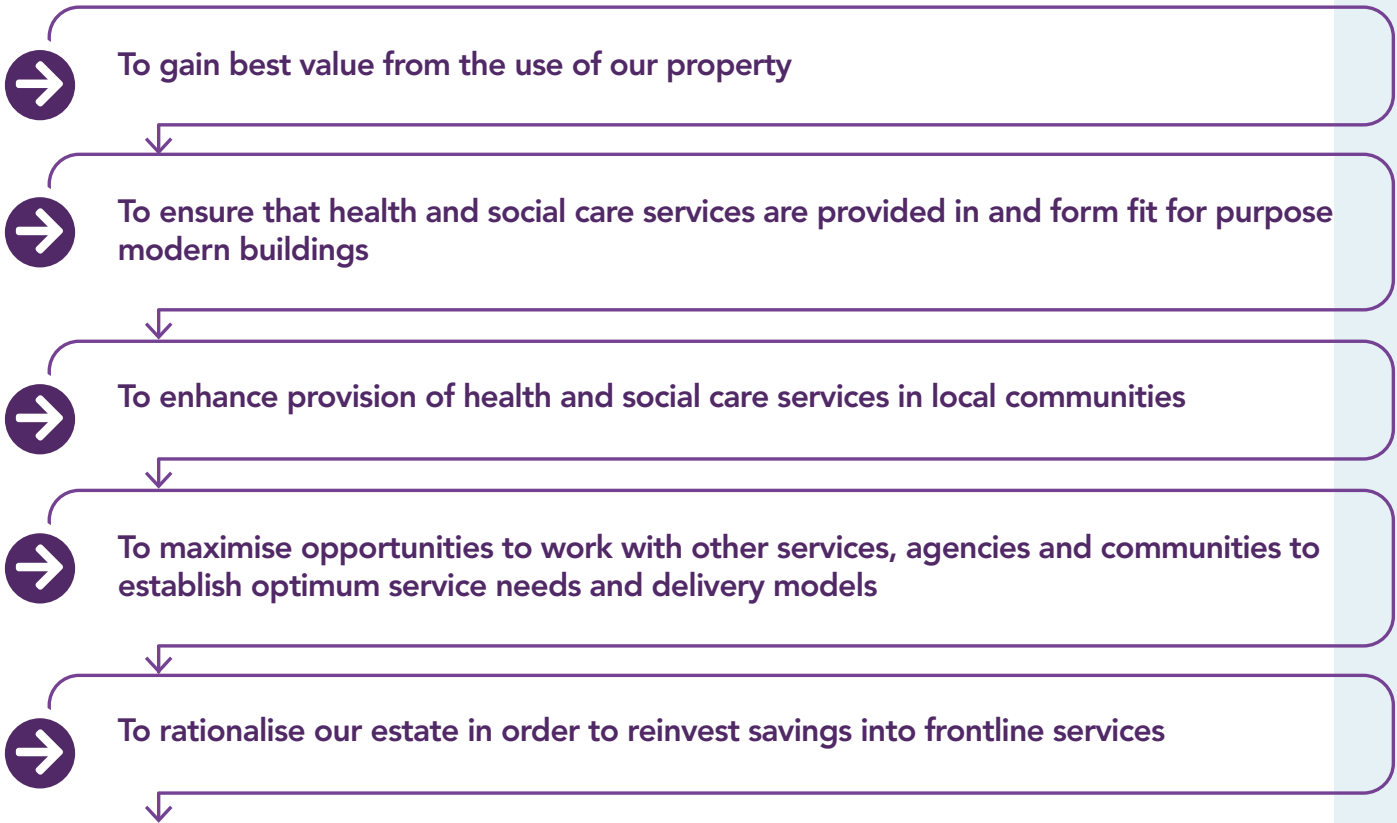 To gain best value from the use of our property
To ensure that health and social care services are provided in and form fit for purpose
modern buildings
To enhance provision of health and social care services in local communities
To maximise opportunities to work with other services, agencies and communities to
establish optimum service needs and delivery models
To rationalise our estate in order to reinvest savings into frontline services